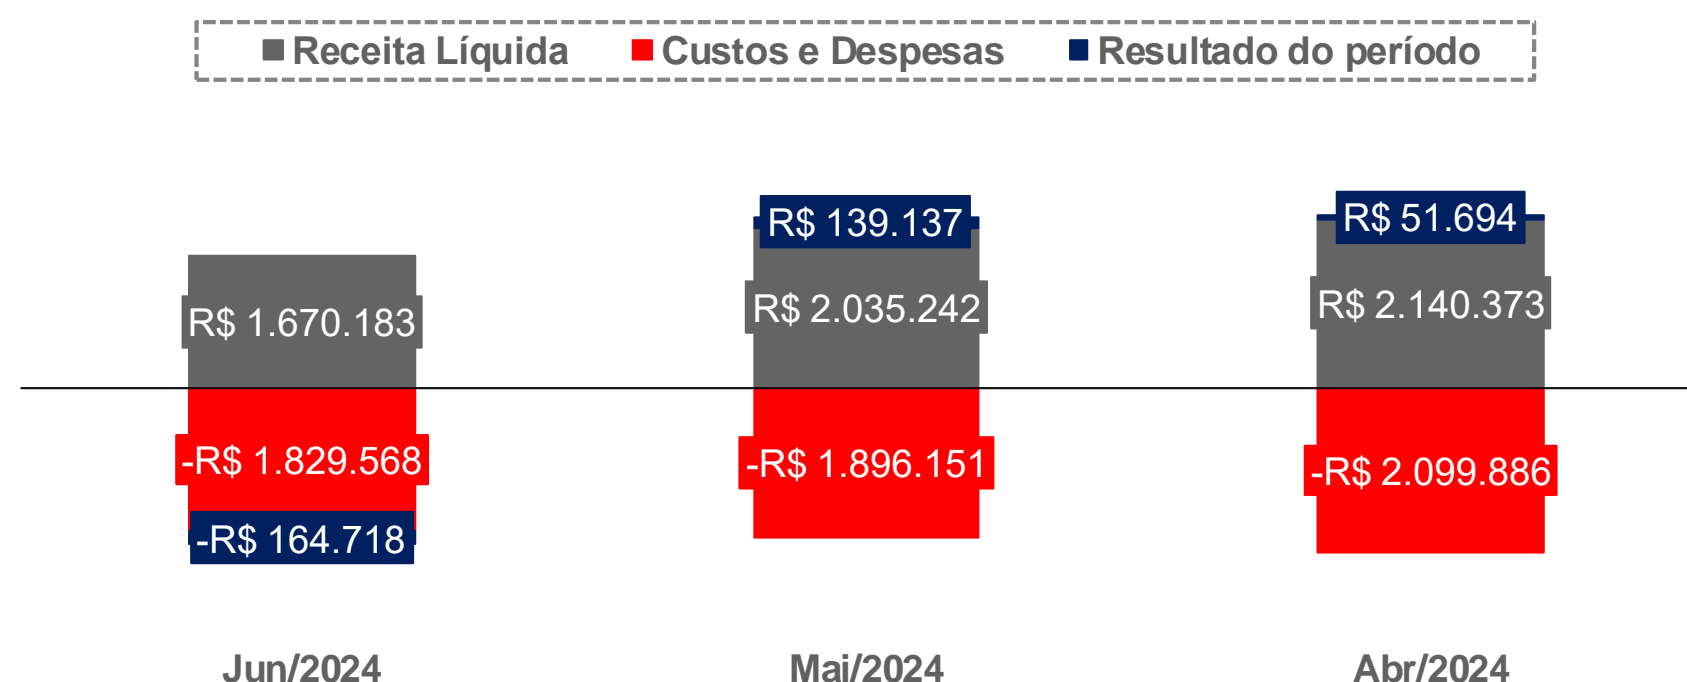 Receita Líquida Custos e Despesas Resultado do período
R$ 139.137 R$ 51.694
R$ 1.670.183 R$ 2.035.242 R$ 2.140.373
-R$ 1.829.568 -R$ 1.896.151 -R$ 2.099.886
-R$ 164.718
Jun/2024 Mai/2024 Abr/2024